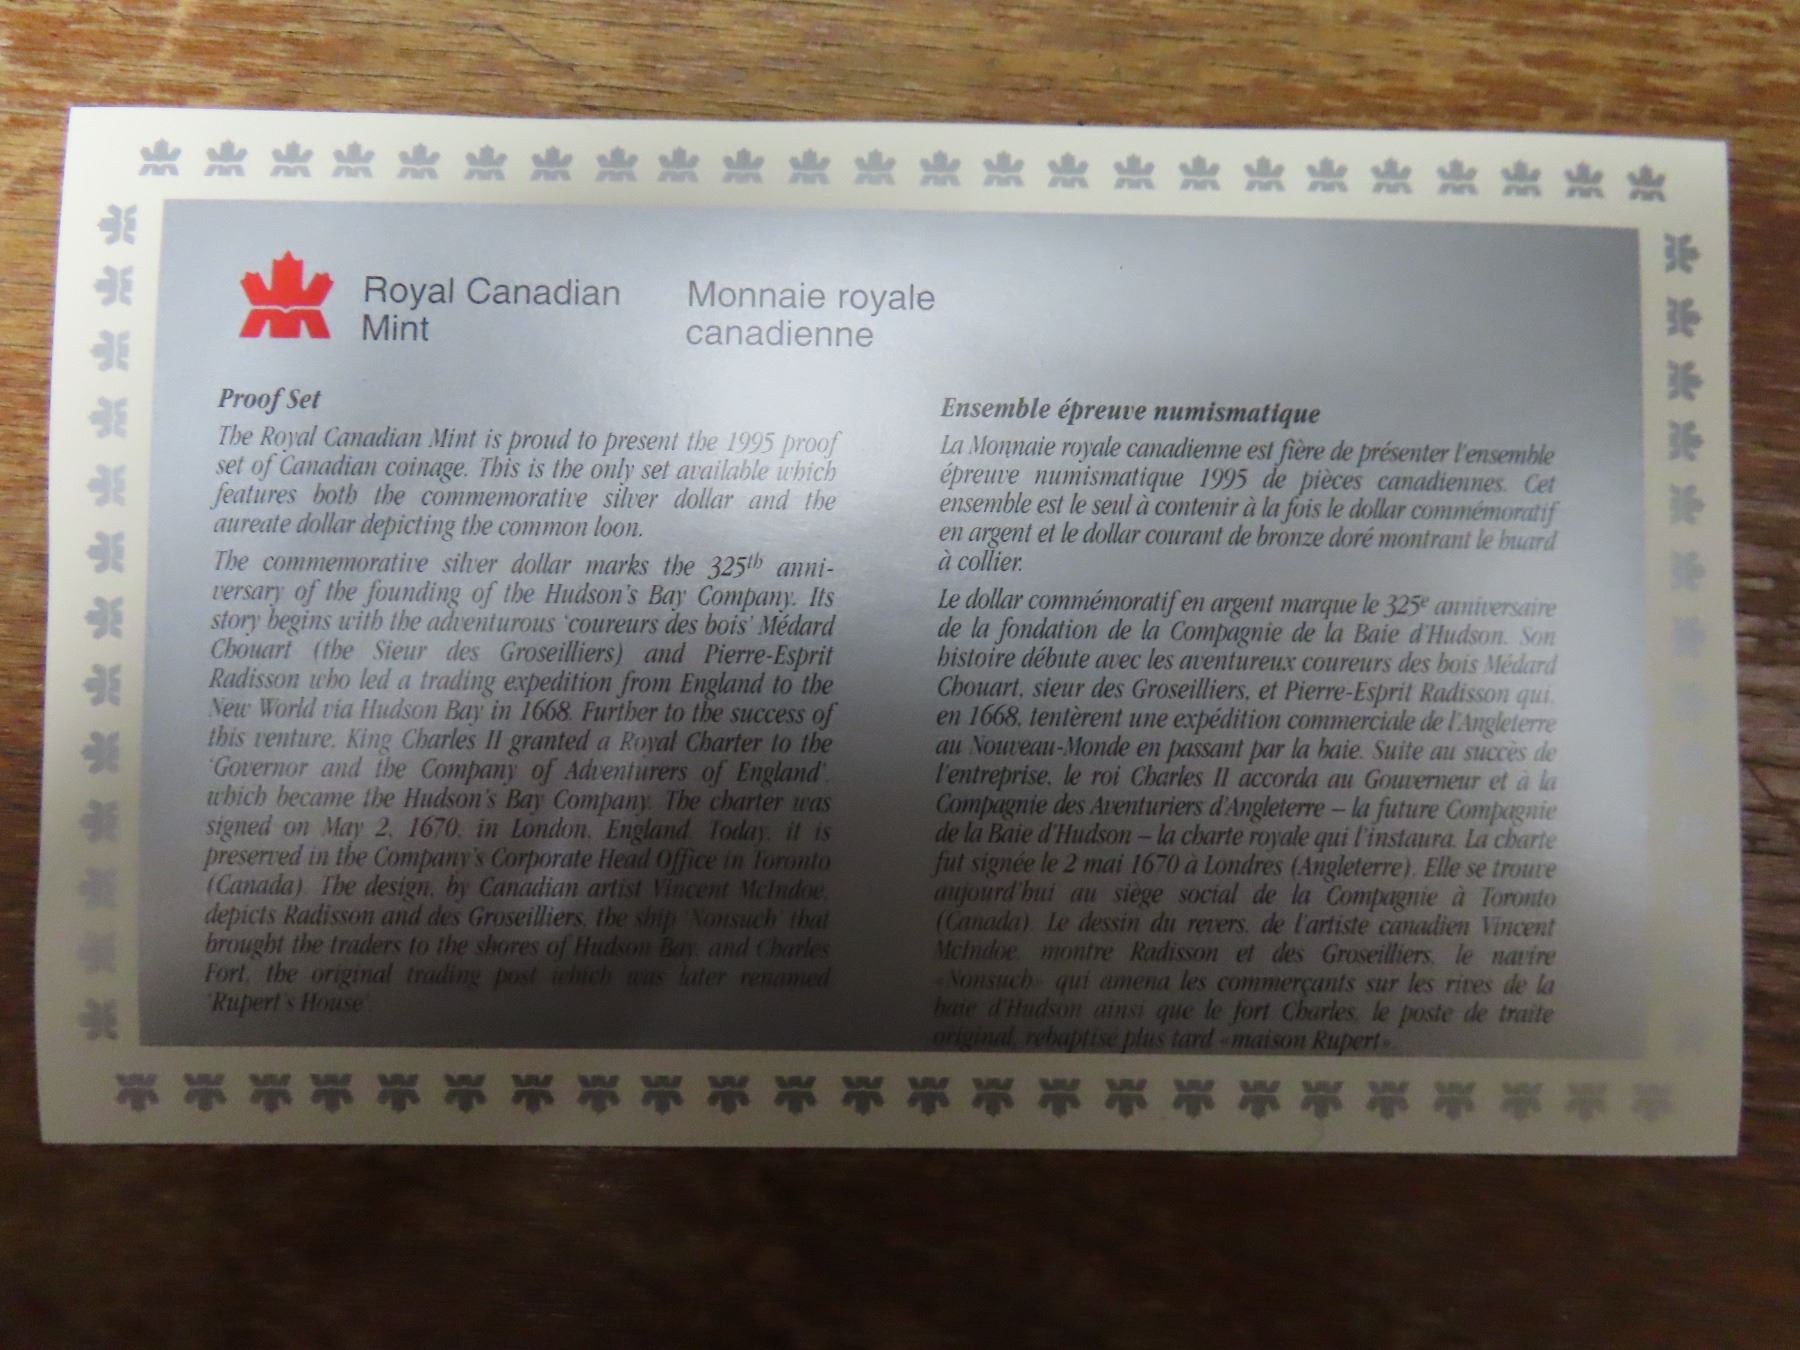 Royal Canadian
Mint
Monnaie royale
canadienne
Proof Set
The Royal Canadian Mint is proud to present the 1995 proof
set of Canadian coinage. This is the only set available which
features both the commemorative silver dollar and the
aureate dollar depicting the common loon.
The commemorative silver dollar marks the 325th anni-
versary of the founding of the Hudson's Bay Company. Its
story begins with the adventurous 'coureurs des bois' Médard
Chouart (the Sieur des Groseilliers) and Pierre-Esprit
Radisson who led a trading expedition from England to the
New World via Hudson Bay in 1668. Further to the success of
this venture, King Charles II granted a Royal Charter to the
'Governor and the Company of Adventurers of England',
which became the Hudson's Bay Company. The charter was
signed on May 2, 1670, in London, England. Today, it is
preserved in the Company's Corporate Head Office in Toronto
(Canada). The design, by Canadian artist Vincent McIndoe,
depicts Radisson and des Groseilliers, the ship 'Nonsuch' that
brought the traders to the shores of Hudson Bay, and Charles
Fort, the original trading post which was later renamed
'Rupert's House'.
Ensemble épreuve numismatique
La Monnaie royale canadienne est fière de présenter l'ensemble
épreuve numismatique 1995 de pièces canadiennes. Cet
ensemble est le seul à contenir à la fois le dollar commémoratif
en argent et le dollar courant de bronze doré montrant le huard
à collier.
Le dollar commémoratif en argent marque le 325e anniversaire
de la fondation de la Compagnie de la Baie d'Hudson. Son
histoire débute avec les aventureux coureurs des bois Médard
Chouart, sieur des Groseilliers, et Pierre-Esprit Radisson qui,
en 1668, tentèrent une expédition commerciale de l'Angleterre
au Nouveau-Monde en passant par la baie. Suite au succès de
l'entreprise, le roi Charles II accorda au Gouverneur et à la
Compagnie des Aventuriers d'Angleterre – la future Compagnie
de la Baie d'Hudson – la charte royale qui l'instaura. La charte
fut signée le 2 mai 1670 à Londres (Angleterre). Elle se trouve
aujourd'hui au siège social de la Compagnie à Toronto
(Canada). Le dessin du revers, de l'artiste canadien Vincent
McIndoe, montre Radisson et des Groseilliers, le navire
«Nonsuch» qui amena les commerçants sur les rives de la
baie d'Hudson ainsi que le fort Charles, le poste de traite
original, rebaptisé plus tard «maison Rupert».